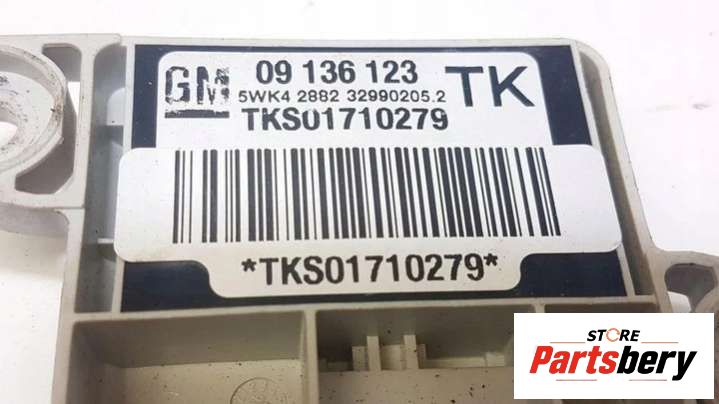 GM 09 136 123 TK
5WK4 2882 32990205.2
TKS01710279
*TKS01710279*
STORE
Partsbery